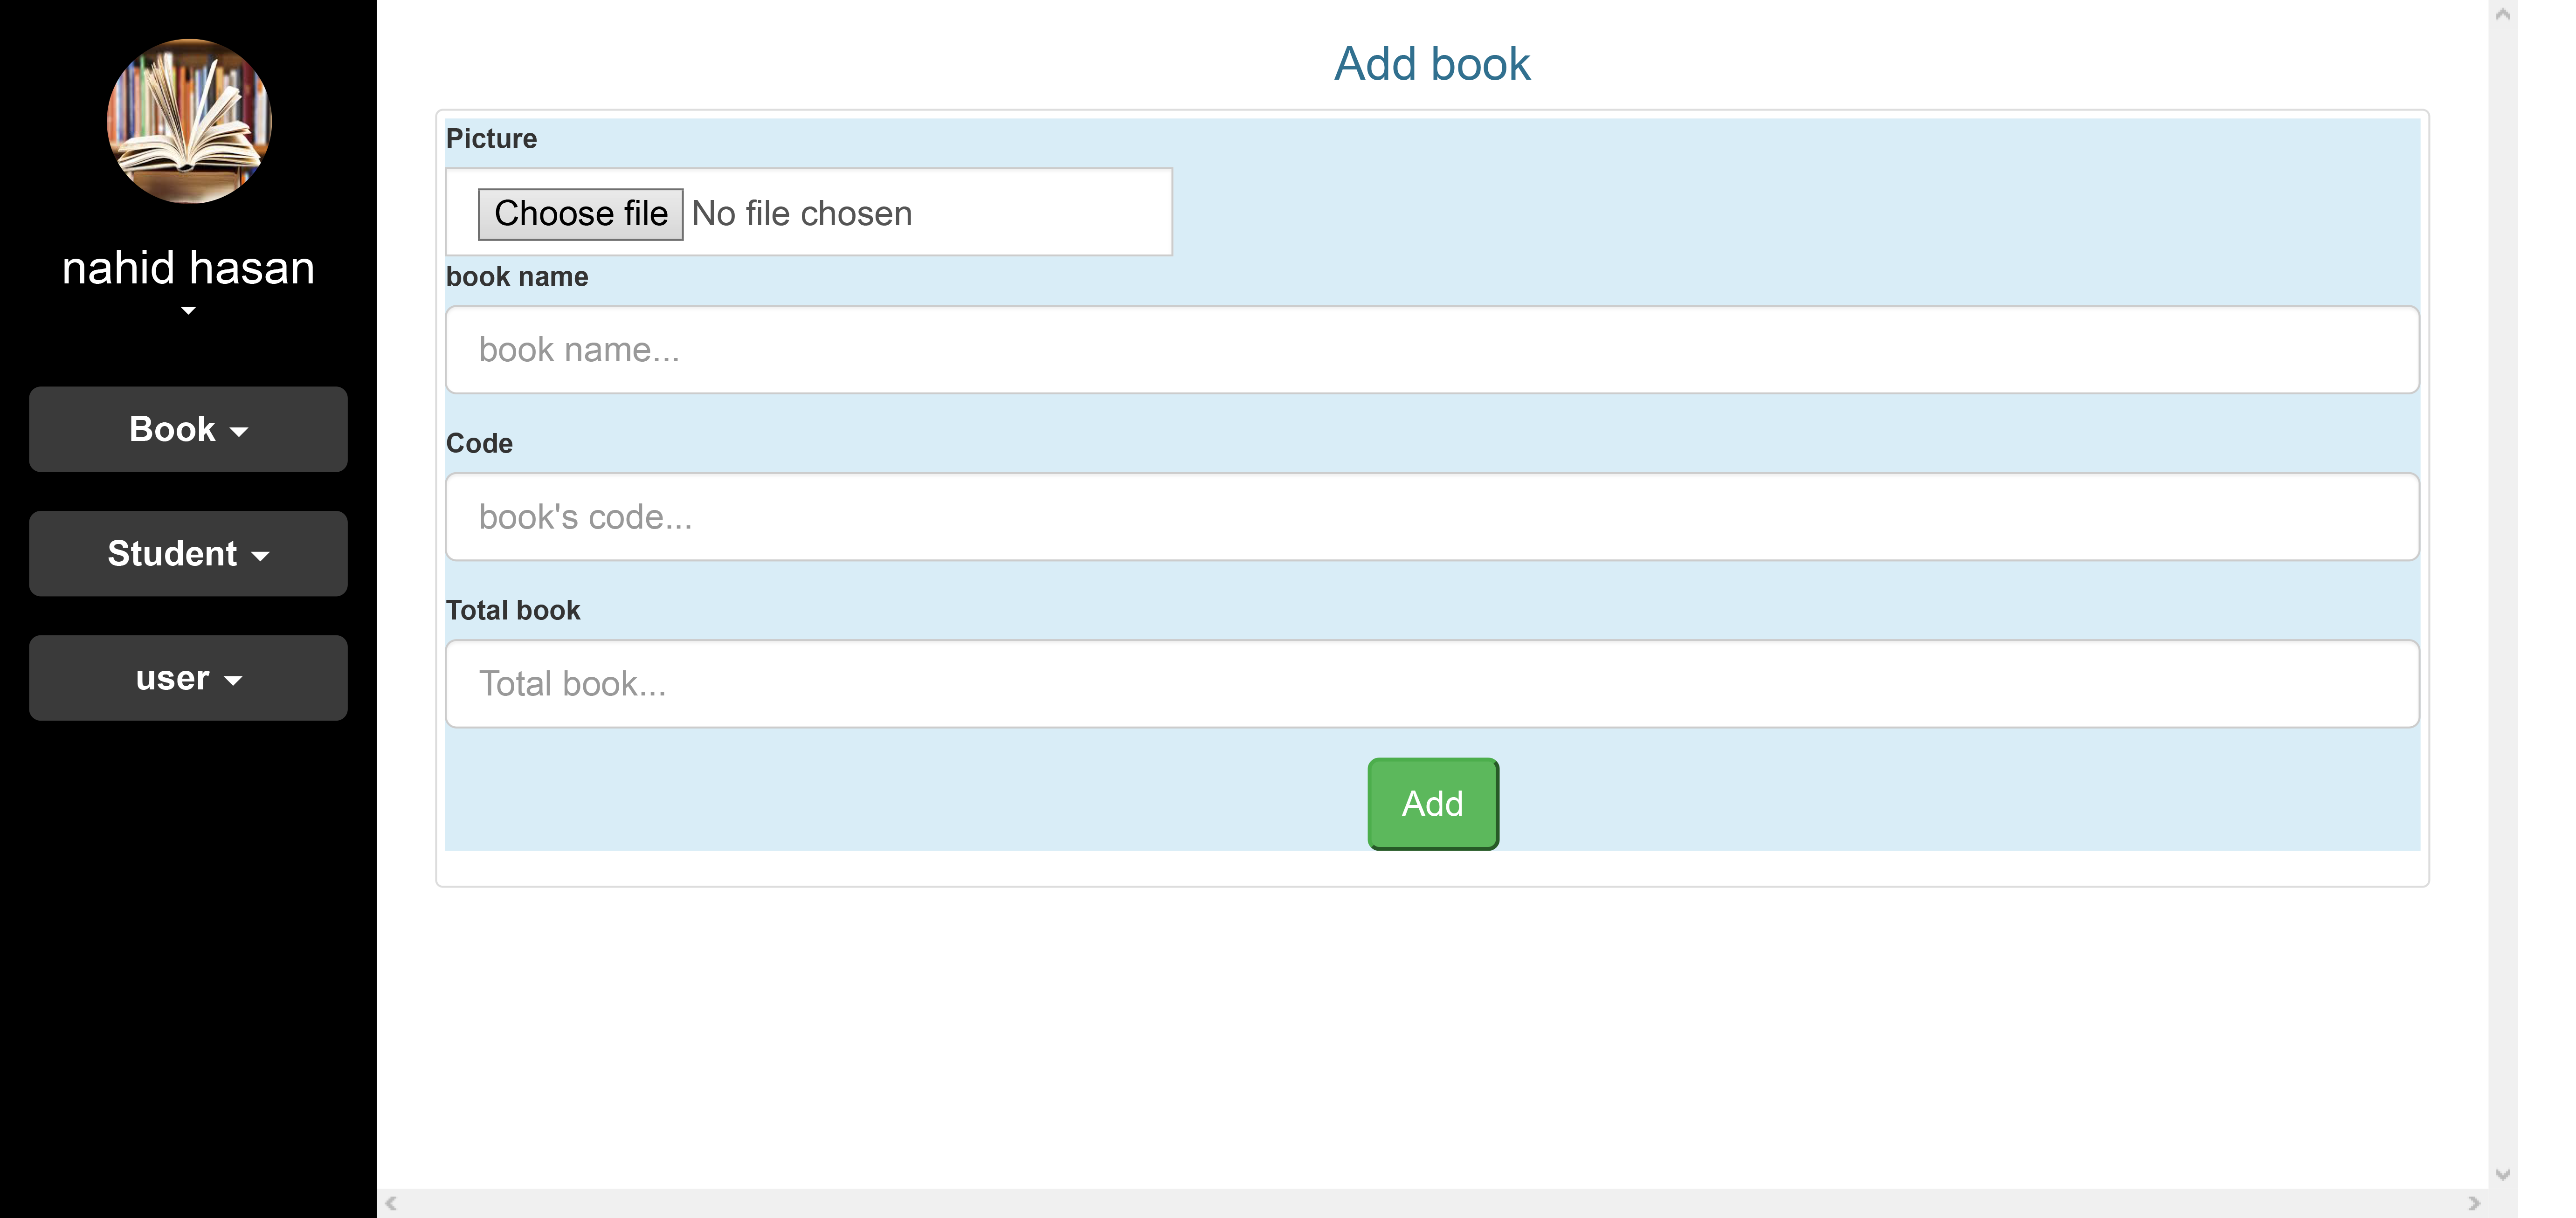 nahid hasan
Book
Student
user
Add book
Picture
Choose file No file chosen
book name
book name...
Code
book's code...
Total book
Total book...
Add